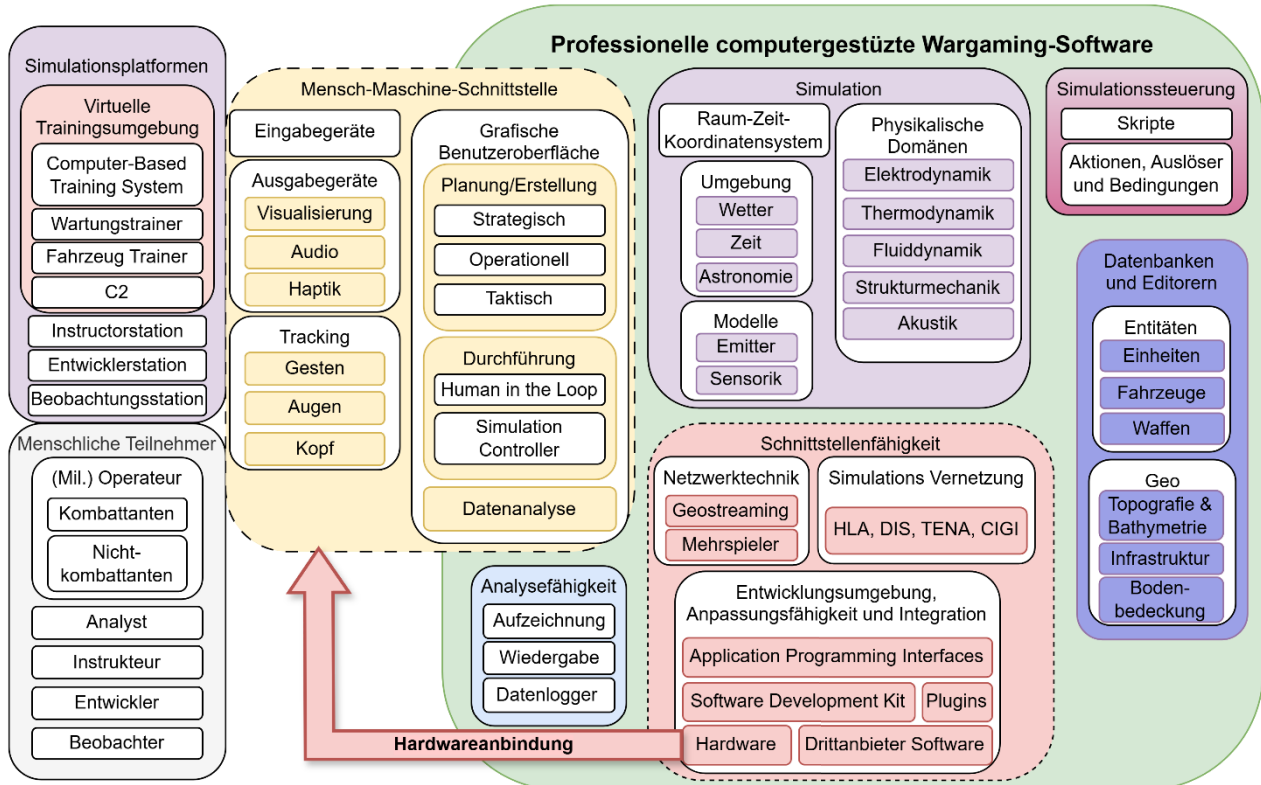 Professionelle computergestüzte Wargaming-Software
Simulationsplatformen
Virtuelle
Trainingsumgebung
Computer-Based
Training System
Wartungstrainer
Fahrzeug Trainer
C2
Instructorstation
Entwicklerstation
Beobachtungsstation
Menschliche Teilnehmer
(Mil.) Operateur
Kombattanten
Nicht-
kombattanten
Analyst
Instrukteur
Entwickler
Beobachter
Mensch-Maschine-Schnittstelle
Eingabegeräte
Ausgabegeräte
Visualisierung
Audio
Haptik
Tracking
Gesten
Augen
Kopf
Grafische
Benutzeroberfläche
Planung/Erstellung
Strategisch
Operationell
Taktisch
Durchführung
Human in the Loop
Simulation
Controller
Datenanalyse
Analysefähigkeit
Aufzeichnung
Wiedergabe
Datenlogger
Hardwareanbindung
Simulation
Raum-Zeit-
Koordinatensystem
Umgebung
Wetter
Zeit
Astronomie
Modelle
Emitter
Sensorik
Physikalische
Domänen
Elektrodynamik
Thermodynamik
Fluiddynamik
Strukturmechanik
Akustik
Schnittstellenfähigkeit
Netzwerktechnik
Geostreaming
Mehrspieler
Simulations Vernetzung
HLA, DIS, TENA, CIGI
Entwicklungsumgebung,
Anpassungsfähigkeit und Integration
Application Programming Interfaces
Software Development Kit
Plugins
Hardware
Drittanbieter Software
Simulationssteuerung
Skripte
Aktionen, Auslöser
und Bedingungen
Datenbanken
und Editorern
Entitäten
Einheiten
Fahrzeuge
Waffen
Geo
Topografie &
Bathymetrie
Infrastruktur
Boden-
bedeckung